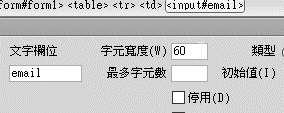 form#form1> <table> <tr> <td> <input#email>
文字欄位 字元寬度(W) 60 類型
email 最多字元數 初始值(I)
停用(D)